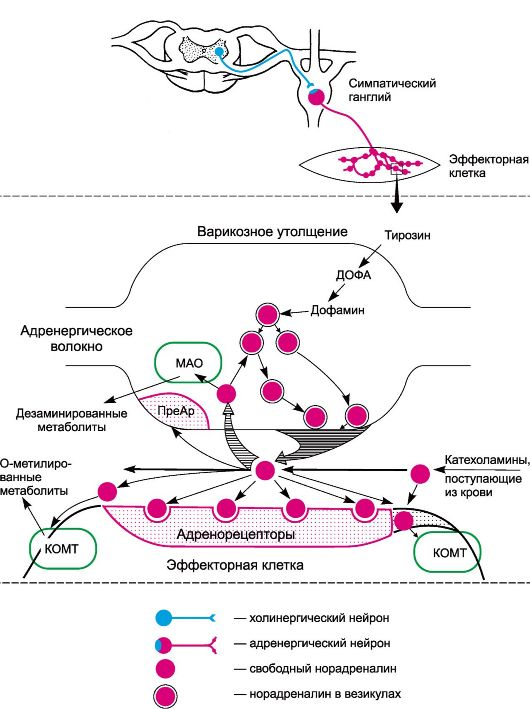 Симпатический
ганглий
Эффекторная
клетка
Варикозное утолщение
Тирозин
ДОФА
Дофамин
Адренергическое
волокно
МАО
ПреАр
Дезаминированные
метаболиты
О-метилиро-
ванные
метаболиты
Катехоламины,
поступающие
из крови
КОМТ
Адренорецепторы
КОМТ
Эффекторная клетка
— холинергический нейрон
— адренергический нейрон
— свободный норадреналин
— норадреналин в везикулах